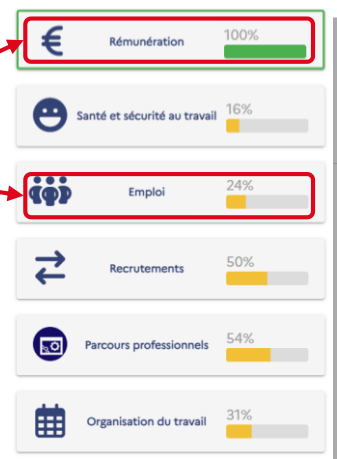 € Rémunération 100%
Santé et sécurité au travail 16%
Emploi 24%
Recrutements 50%
Parcours professionnels 54%
Organisation du travail 31%